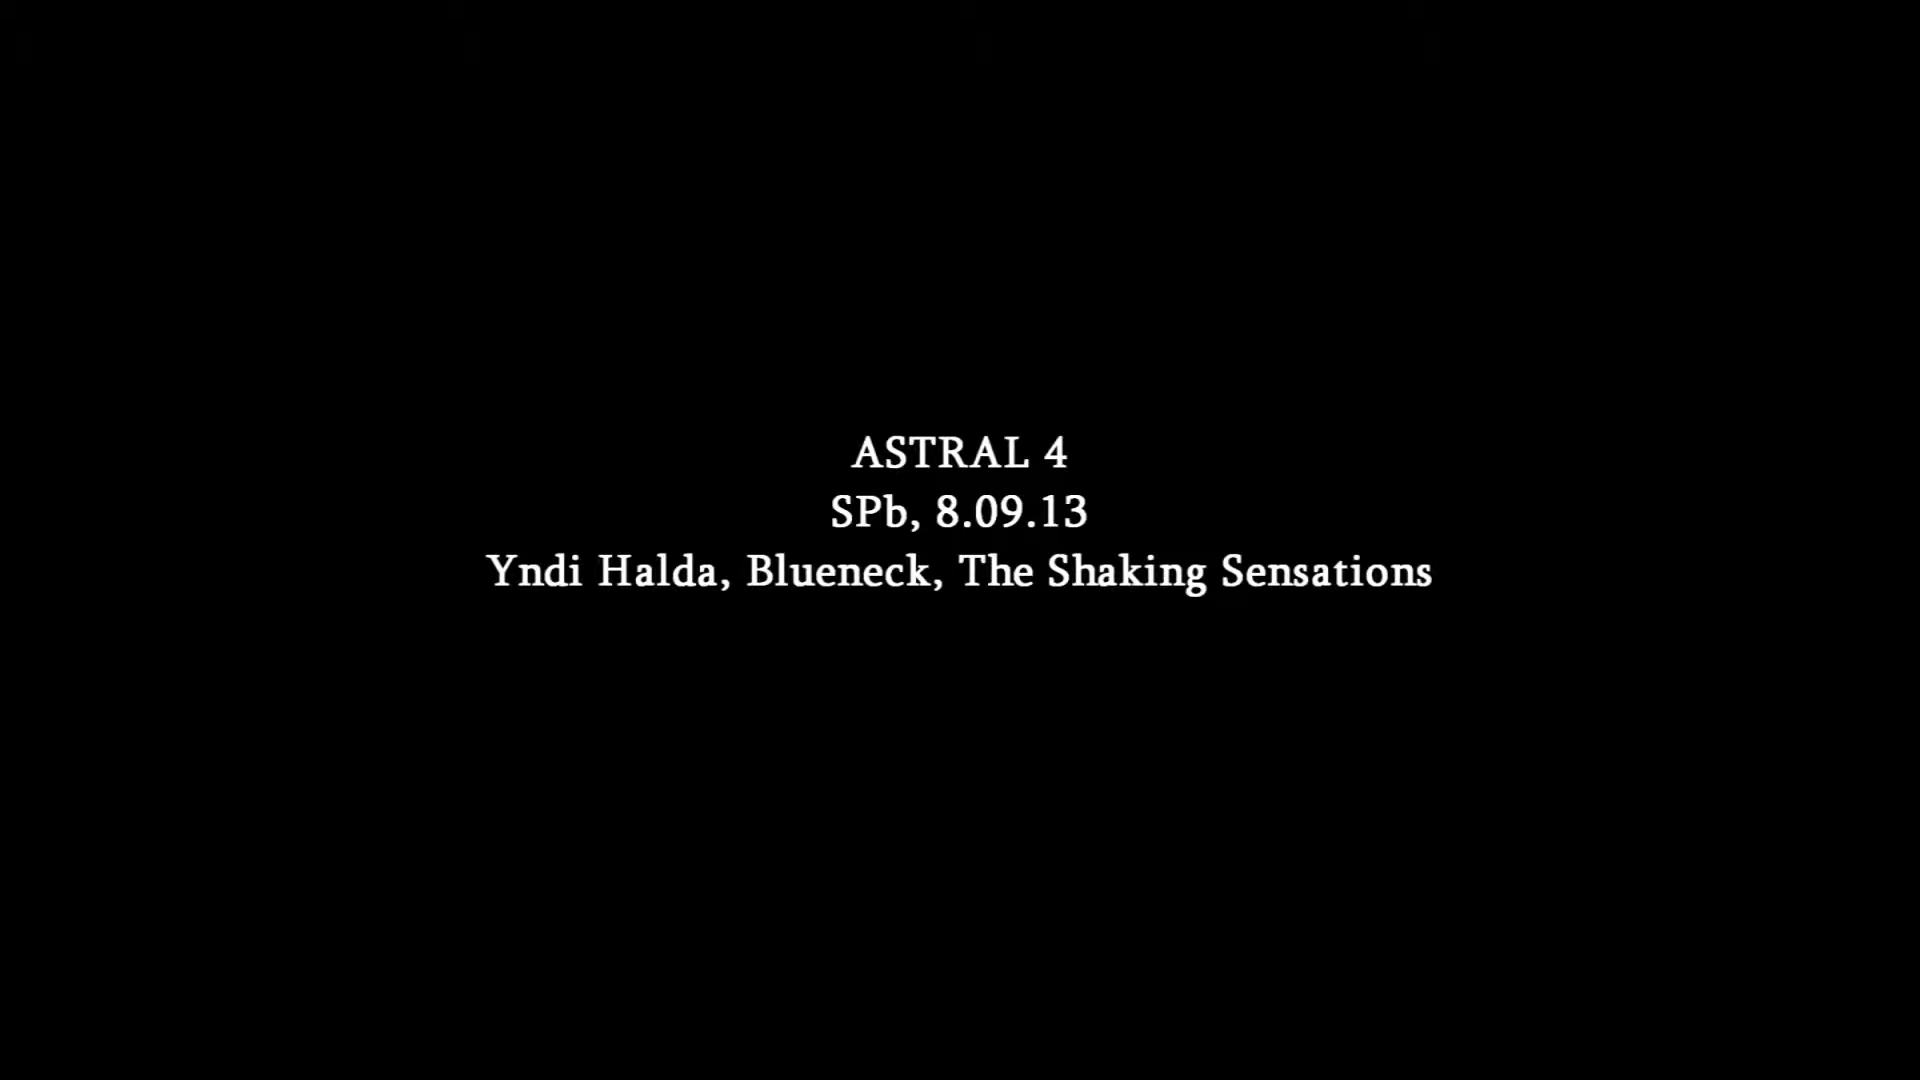 ASTRAL 4
SPb, 8.09.13
Yndi Halda, Blueneck, The Shaking Sensations